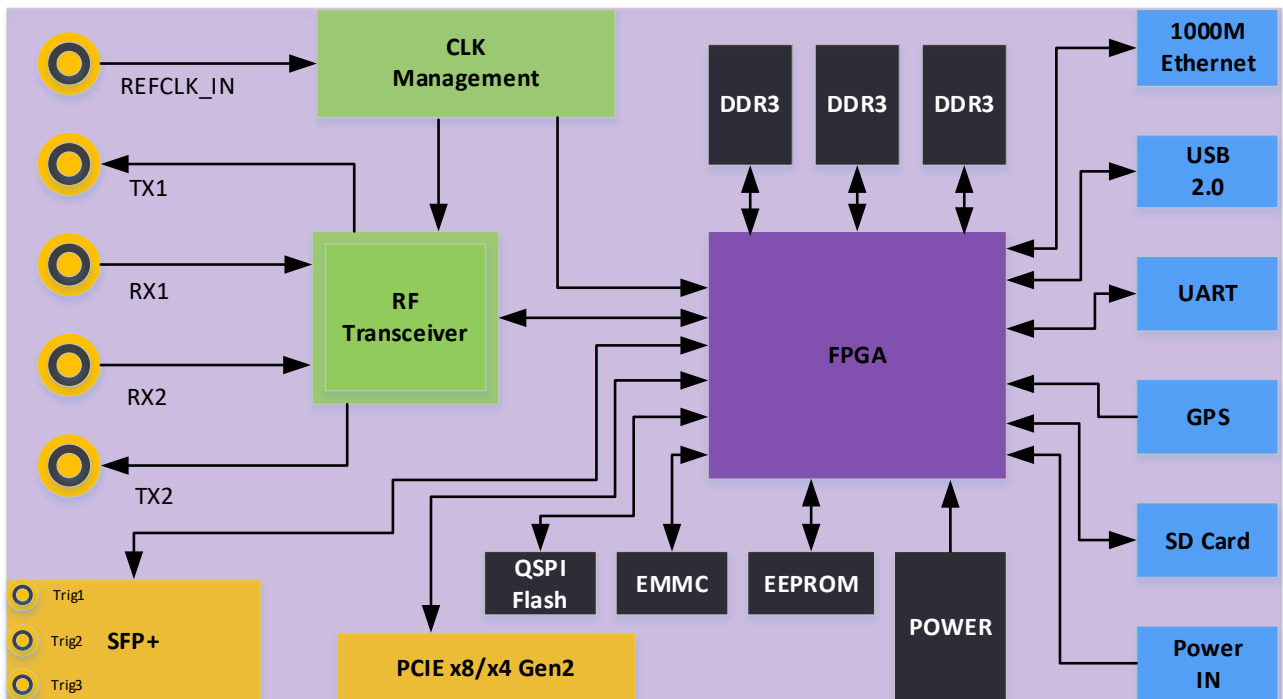 CLK
Management
REFCLK_IN
TX1
RX1
RX2
TX2
RF
Transceiver
DDR3
DDR3
DDR3
FPGA
1000M
Ethernet
USB
2.0
UART
GPS
SD Card
Power
IN
QSPI
Flash
EMMC
EEPROM
POWER
Trig1
Trig2
Trig3
SFP+
PCIE x8/x4 Gen2